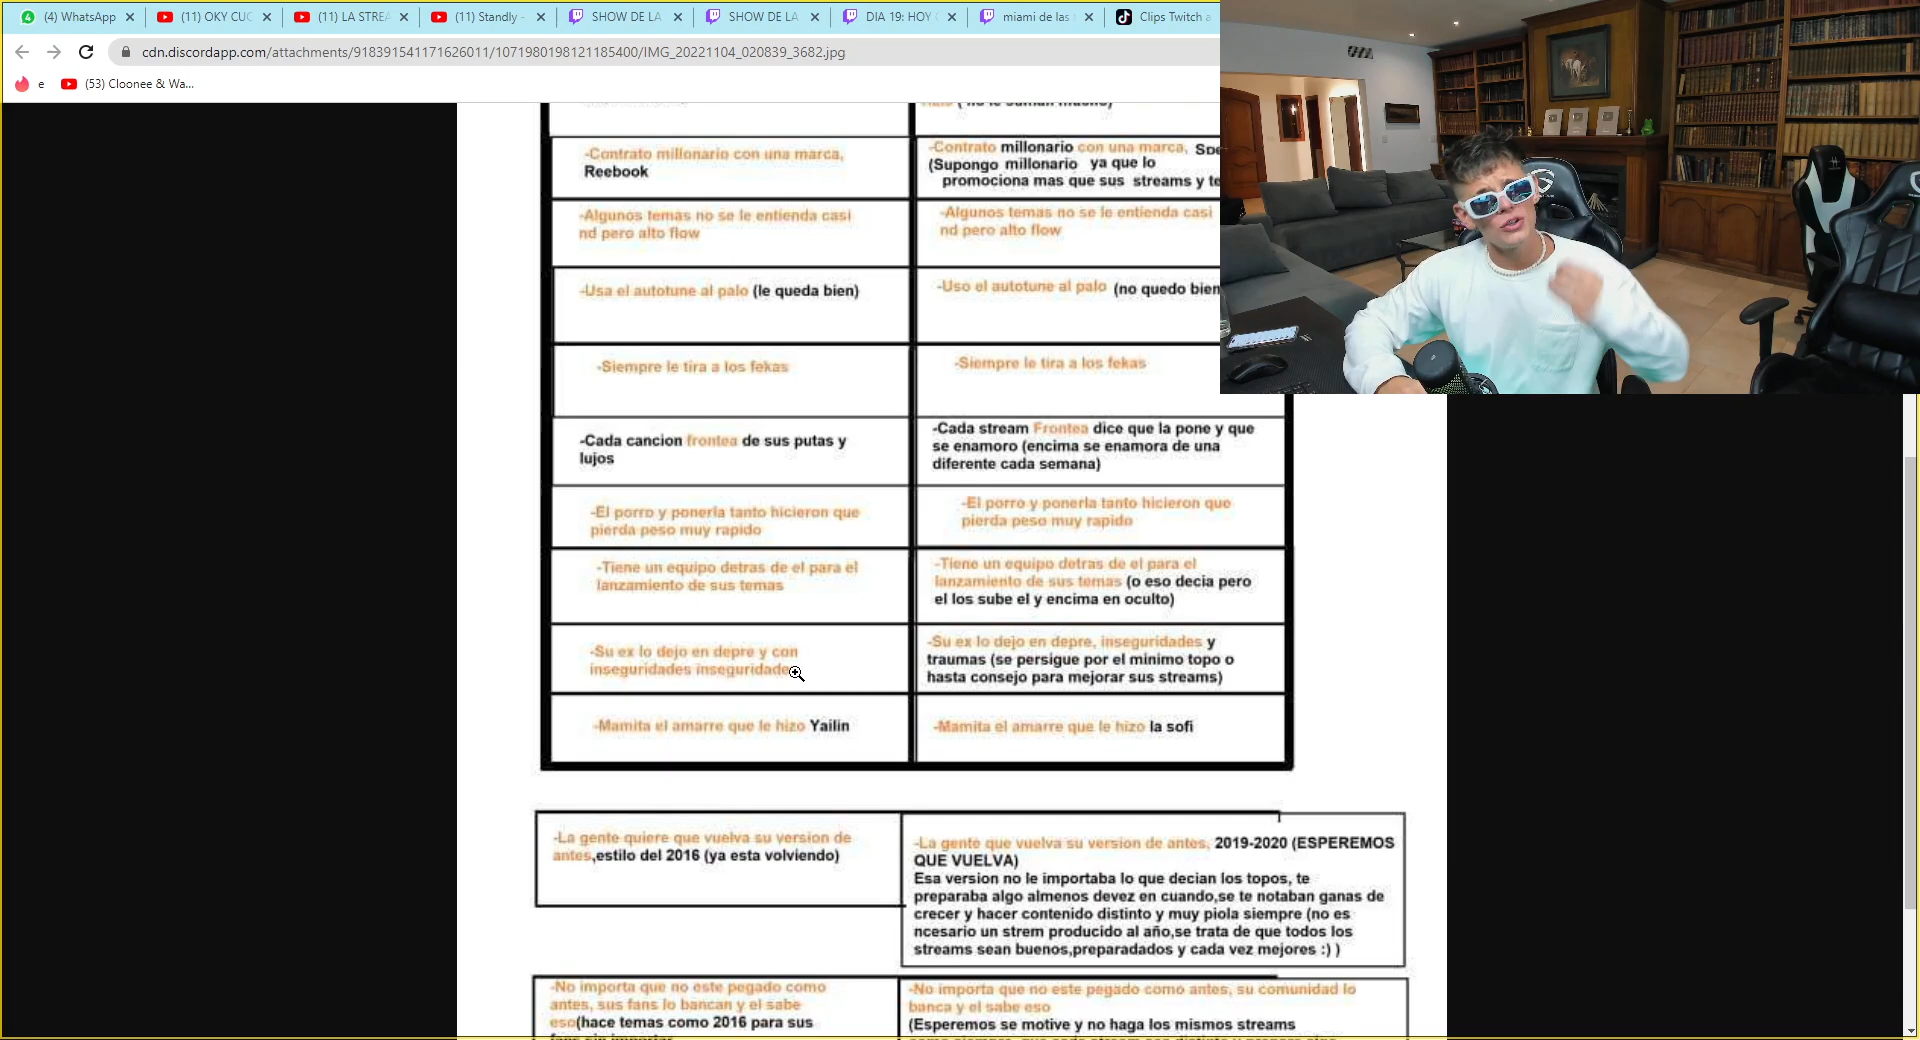 (4) WhatsApp
(11) OKY CUC
(11) LA STREA
(11) Standly -
SHOW DE LA
SHOW DE LA
DIA 19: HOY
miami de las
Clips Twitch a
cdn.discordapp.com/attachments/918391541171626011/1071980198121185400/IMG_20221104_020839_3682.jpg
e
(53) Cloonee & Wa...
-Contrato millonario con una marca,
Reebook
-Contrato millonario con una marca, Spe
(Supongo millonario ya que lo
promociona mas que sus streams y te
-Algunos temas no se le entienda casi
nd pero alto flow
-Algunos temas no se le entienda casi
nd pero alto flow
-Usa el autotune al palo (le queda bien)
-Uso el autotune al palo (no quedo bien
-Siempre le tira a los fekas
-Siempre le tira a los fekas
-Cada cancion frontea de sus putas y
lujos
-Cada stream Frontea dice que la pone y que
se enamoro (encima se enamora de una
diferente cada semana)
-El porro y ponerla tanto hicieron que
pierda peso muy rapido
-El porro y ponerla tanto hicieron que
pierda peso muy rapido
-Tiene un equipo detras de el para el
lanzamiento de sus temas
-Tiene un equipo detras de el para el
lanzamiento de sus temas (o eso decia pero
el los sube el y encima en oculto)
-Su ex lo dejo en depre y con
inseguridades inseguridade
-Su ex lo dejo en depre, inseguridades y
traumas (se persigue por el minimo topo o
hasta consejo para mejorar sus streams)
-Mamita el amarre que le hizo Yailin
-Mamita el amarre que le hizo la sofi
-La gente quiere que vuelva su version de
antes,estilo del 2016 (ya esta volviendo)
-La gente que vuelva su version de antes, 2019-2020 (ESPEREMOS
QUE VUELVA)
Esa version no le importaba lo que decian los topos, te
preparaba algo almenos devez en cuando,se te notaban ganas de
crecer y hacer contenido distinto y muy piola siempre (no es
ncesario un strem producido al año,se trata de que todos los
streams sean buenos,preparadados y cada vez mejores :) )
-No importa que no este pegado como
antes, sus fans lo bancan y el sabe
eso(hace temas como 2016 para sus
-No importa que no este pegado como antes, su comunidad lo
banca y el sabe eso
(Esperemos se motive y no haga los mismos streams